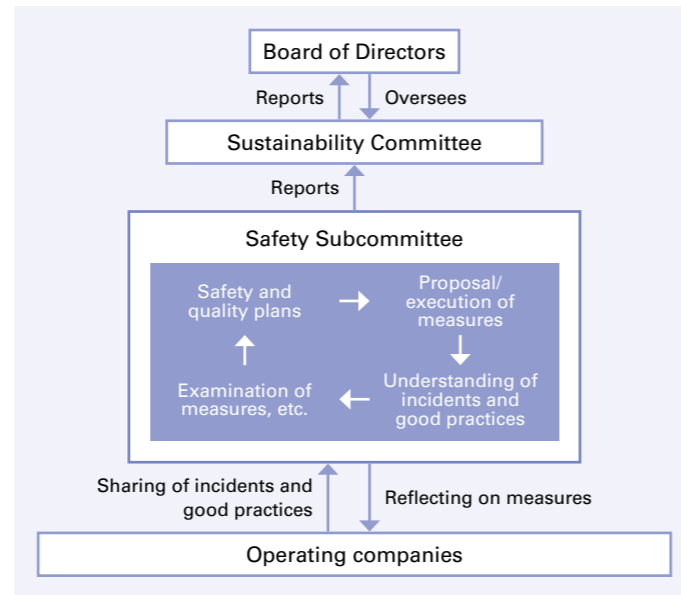 Board of Directors
Reports
Oversees
Sustainability Committee
Reports
Safety Subcommittee
Safety and
quality plans
Proposal/
execution of
measures
Examination of
measures, etc.
Understanding of
incidents and
good practices
Sharing of incidents and
good practices
Reflecting on measures
Operating companies